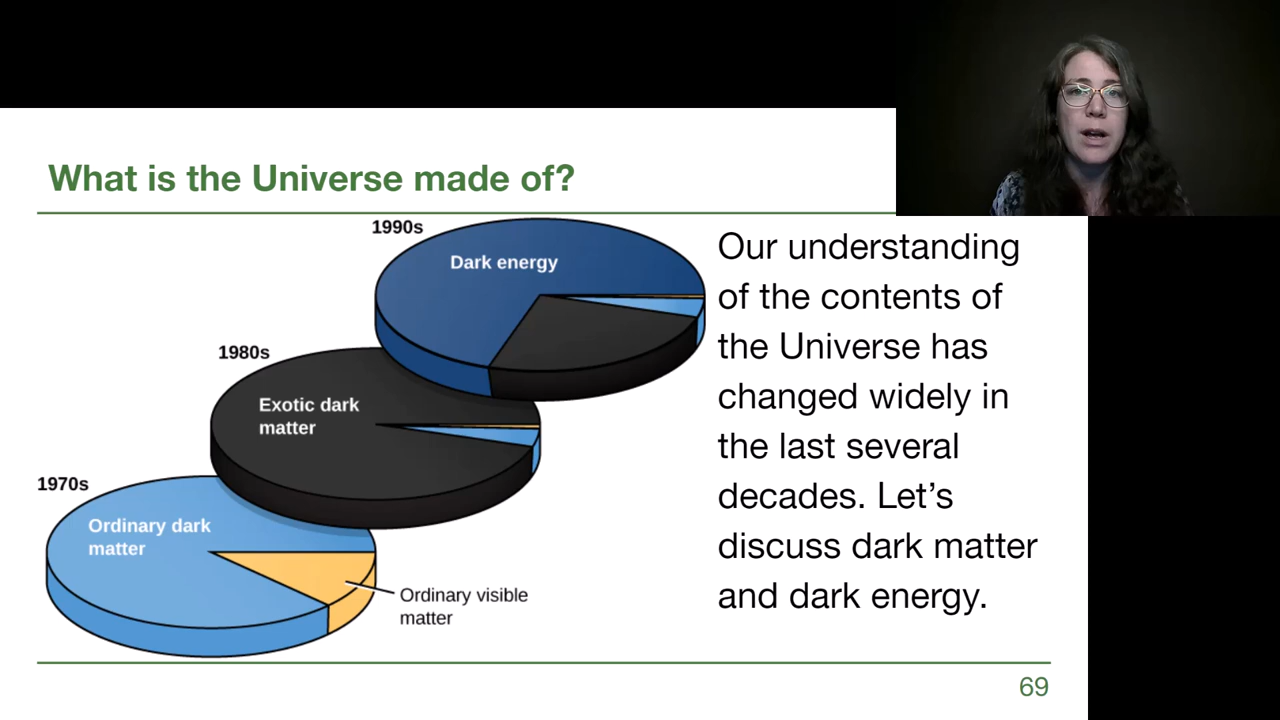 What is the Universe made of?
1990s
Dark energy
1980s
Exotic dark
matter
1970s
Ordinary dark
matter
Ordinary visible
matter
Our understanding
of the contents of
the Universe has
changed widely in
the last several
decades. Let’s
discuss dark matter
and dark energy.
69